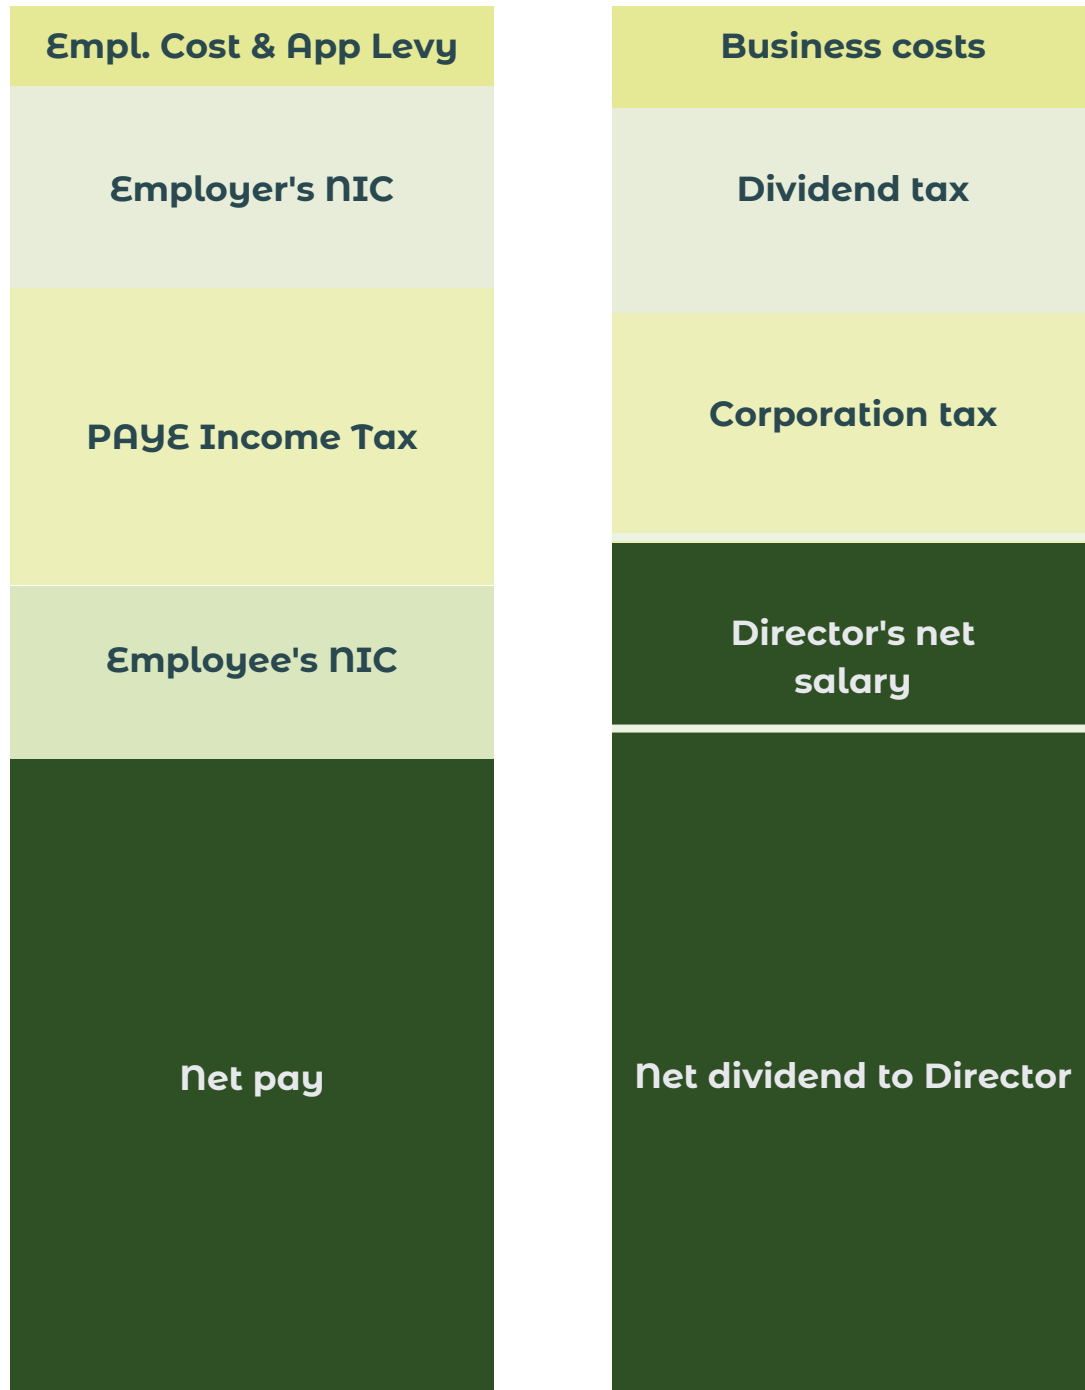 Empl. Cost & App Levy
Employer's NIC
PAYE Income Tax
Employee's NIC
Net pay
Business costs
Dividend tax
Corporation tax
Director's net
salary
Net dividend to Director